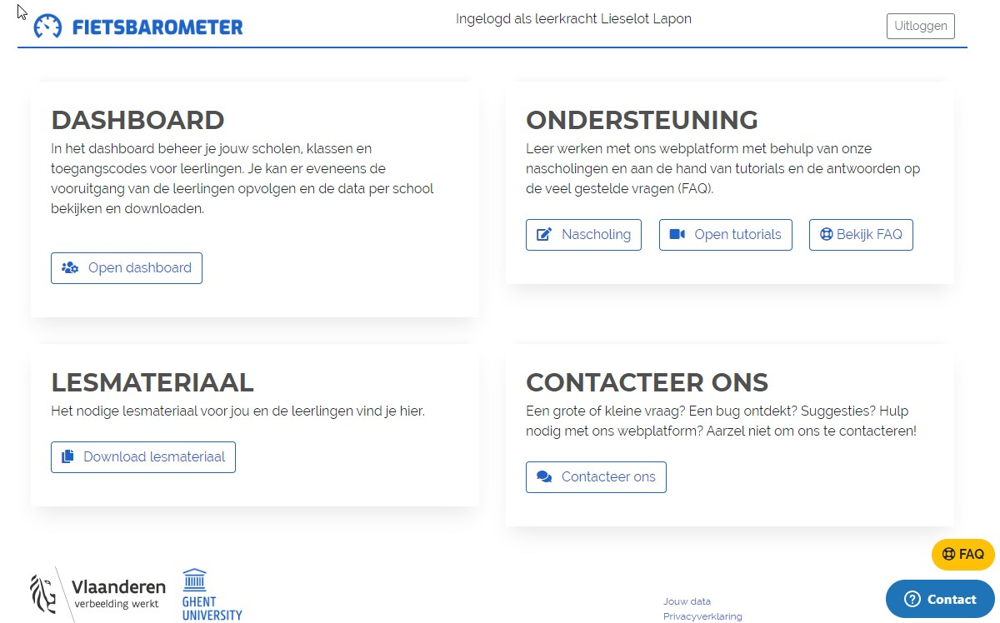 FIETSBAROMETER
Ingelogd als leerkracht Lieselot Lapon
Uitloggen
DASHBOARD
In het dashboard beheer je jouw scholen, klassen en
toegangscodes voor leerlingen. Je kan er eveneens de
vooruitgang van de leerlingen opvolgen en de data per school
bekijken en downloaden.
Open dashboard
ONDERSTEUNING
Leer werken met ons webplatform met behulp van onze
nascholingen en aan de hand van tutorials en de antwoorden op
de veel gestelde vragen (FAQ).
Nascholing
Open tutorials
Bekijk FAQ
LESMATERIAAL
Het nodige lesmateriaal voor jou en de leerlingen vind je hier.
Download lesmateriaal
CONTACTEER ONS
Een grote of kleine vraag? Een bug ontdekt? Suggesties? Hulp
nodig met ons webplatform? Aarzel niet om ons te contacteren!
Contacteer ons
FAQ
Contact
Vlaanderen
verbeelding werkt
GHENT
UNIVERSITY
Jouw data
Privacyverklaring